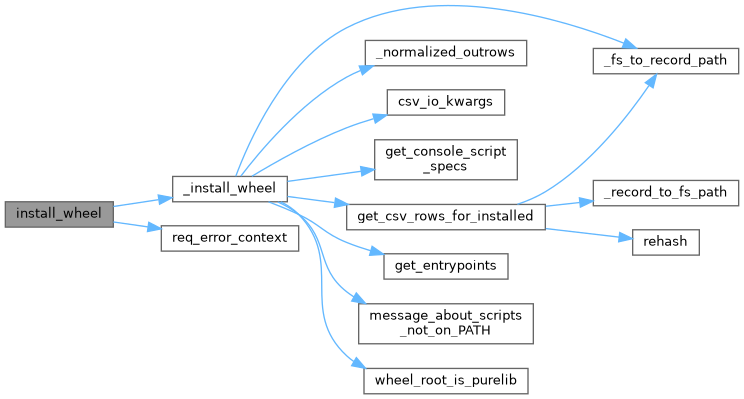 install_wheel
_install_wheel
req_error_context
_normalized_outrows
csv_io_kwargs
get_console_script
_specs
get_csv_rows_for_installed
get_entrypoints
message_about_scripts
_not_on_PATH
wheel_root_is_purelib
_fs_to_record_path
_record_to_fs_path
rehash